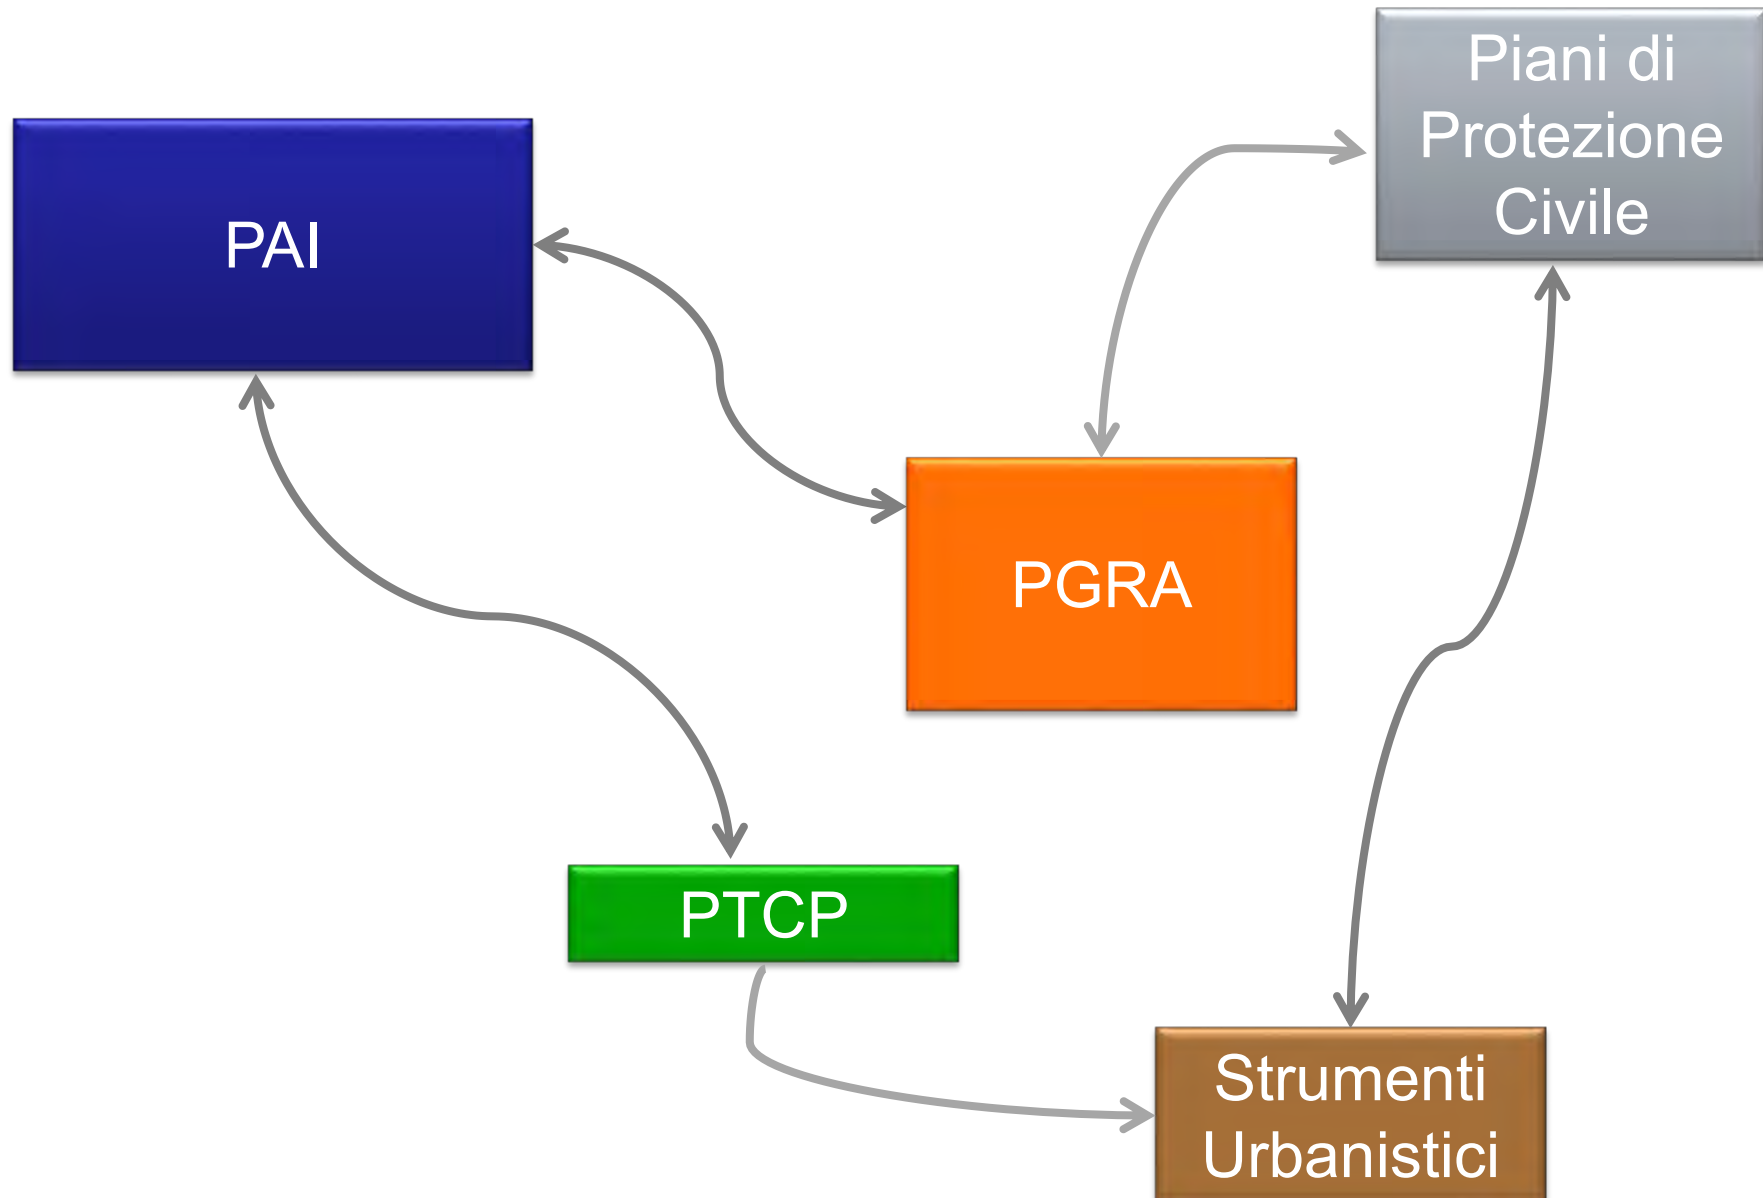 Piani di
Protezione
Civile
PAI
PGRA
PTCP
Strumenti
Urbanistici